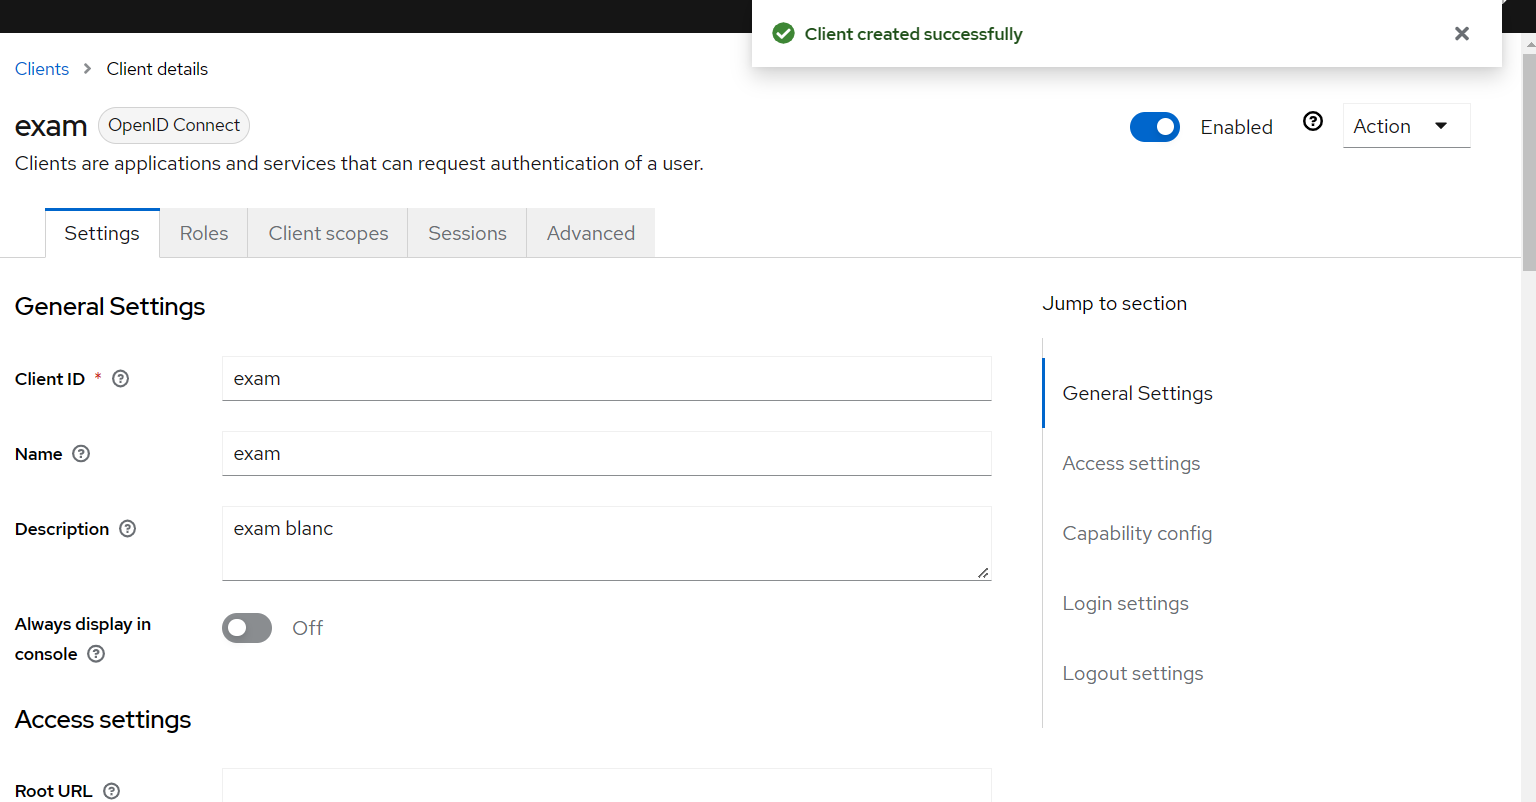 Client created successfully
Clients > Client details
exam OpenID Connect
Enabled
Action
Clients are applications and services that can request authentication of a user.
Settings Roles Client scopes Sessions Advanced
General Settings
Client ID *
exam
Name
exam
Description
exam blanc
Always display in
console
Off
Access settings
Root URL
Jump to section
General Settings
Access settings
Capability config
Login settings
Logout settings